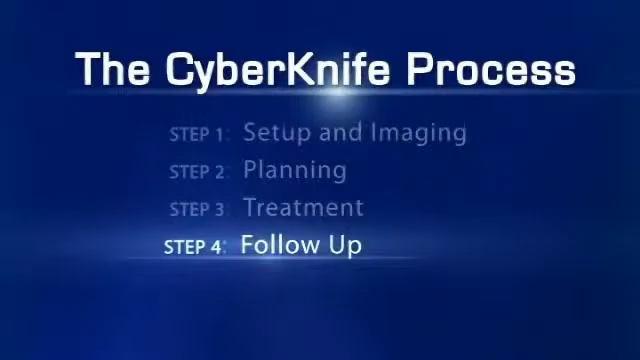 The CyberKnife Process
STEP 1: Setup and Imaging
STEP 2: Planning
STEP 3: Treatment
STEP 4: Follow Up